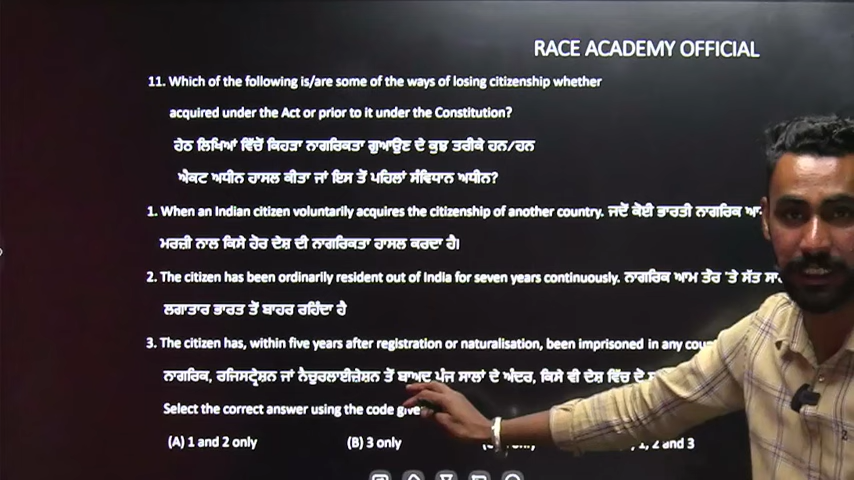 RACE ACADEMY OFFICIAL
11. Which of the following is/are some of the ways of losing citizenship whether
acquired under the Act or prior to it under the Constitution?
ਹੇਠ ਲਿਖਿਆਂ ਵਿੱਚੋਂ ਕਿਹੜਾ ਨਾਗਰਿਕਤਾ ਗੁਆਉਣ ਦੇ ਕੁਝ ਤਰੀਕੇ ਹਨ/ਹਨ
ਐਕਟ ਅਧੀਨ ਹਾਸਲ ਕੀਤਾ ਜਾਂ ਇਸ ਤੋਂ ਪਹਿਲਾਂ ਸੰਵਿਧਾਨ ਅਧੀਨ?
1. When an Indian citizen voluntarily acquires the citizenship of another country. ਜਦੋਂ ਕੋਈ ਭਾਰਤੀ ਨਾਗਰਿਕ
ਮਰਜ਼ੀ ਨਾਲ ਕਿਸੇ ਹੋਰ ਦੇਸ਼ ਦੀ ਨਾਗਰਿਕਤਾ ਹਾਸਲ ਕਰਦਾ ਹੈ।
2. The citizen has been ordinarily resident out of India for seven years continuously. ਨਾਗਰਿਕ ਆਮ ਤੌਰ 'ਤੇ ਸੱਤ
ਲਗਾਤਾਰ ਭਾਰਤ ਤੋਂ ਬਾਹਰ ਰਹਿੰਦਾ ਹੈ
3. The citizen has, within five years after registration or naturalisation, been imprisoned in any
ਨਾਗਰਿਕ, ਰਜਿਸਟ੍ਰੇਸ਼ਨ ਜਾਂ ਨੈਚੁਰਲਾਈਜ਼ੇਸ਼ਨ ਤੋਂ ਬਾਅਦ ਪੰਜ ਸਾਲਾਂ ਦੇ ਅੰਦਰ, ਕਿਸੇ ਵੀ ਦੇਸ਼ ਵਿੱਚ ਦੋ
Select the correct answer using the code
(A) 1 and 2 only (B) 3 only 1, 2 and 3